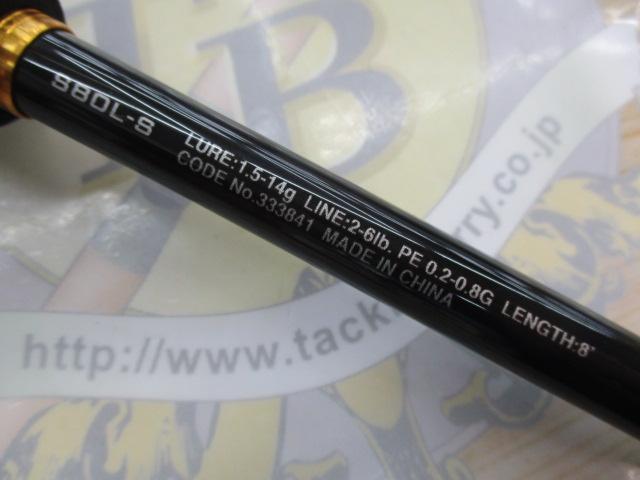 S80L-S
LURE:1.5-14g LINE:2-6lb. PE 0.2-0.8G LENGTH:8'
CODE No.333841 MADE IN CHINA
TB
http://www.tack rry.co.jp